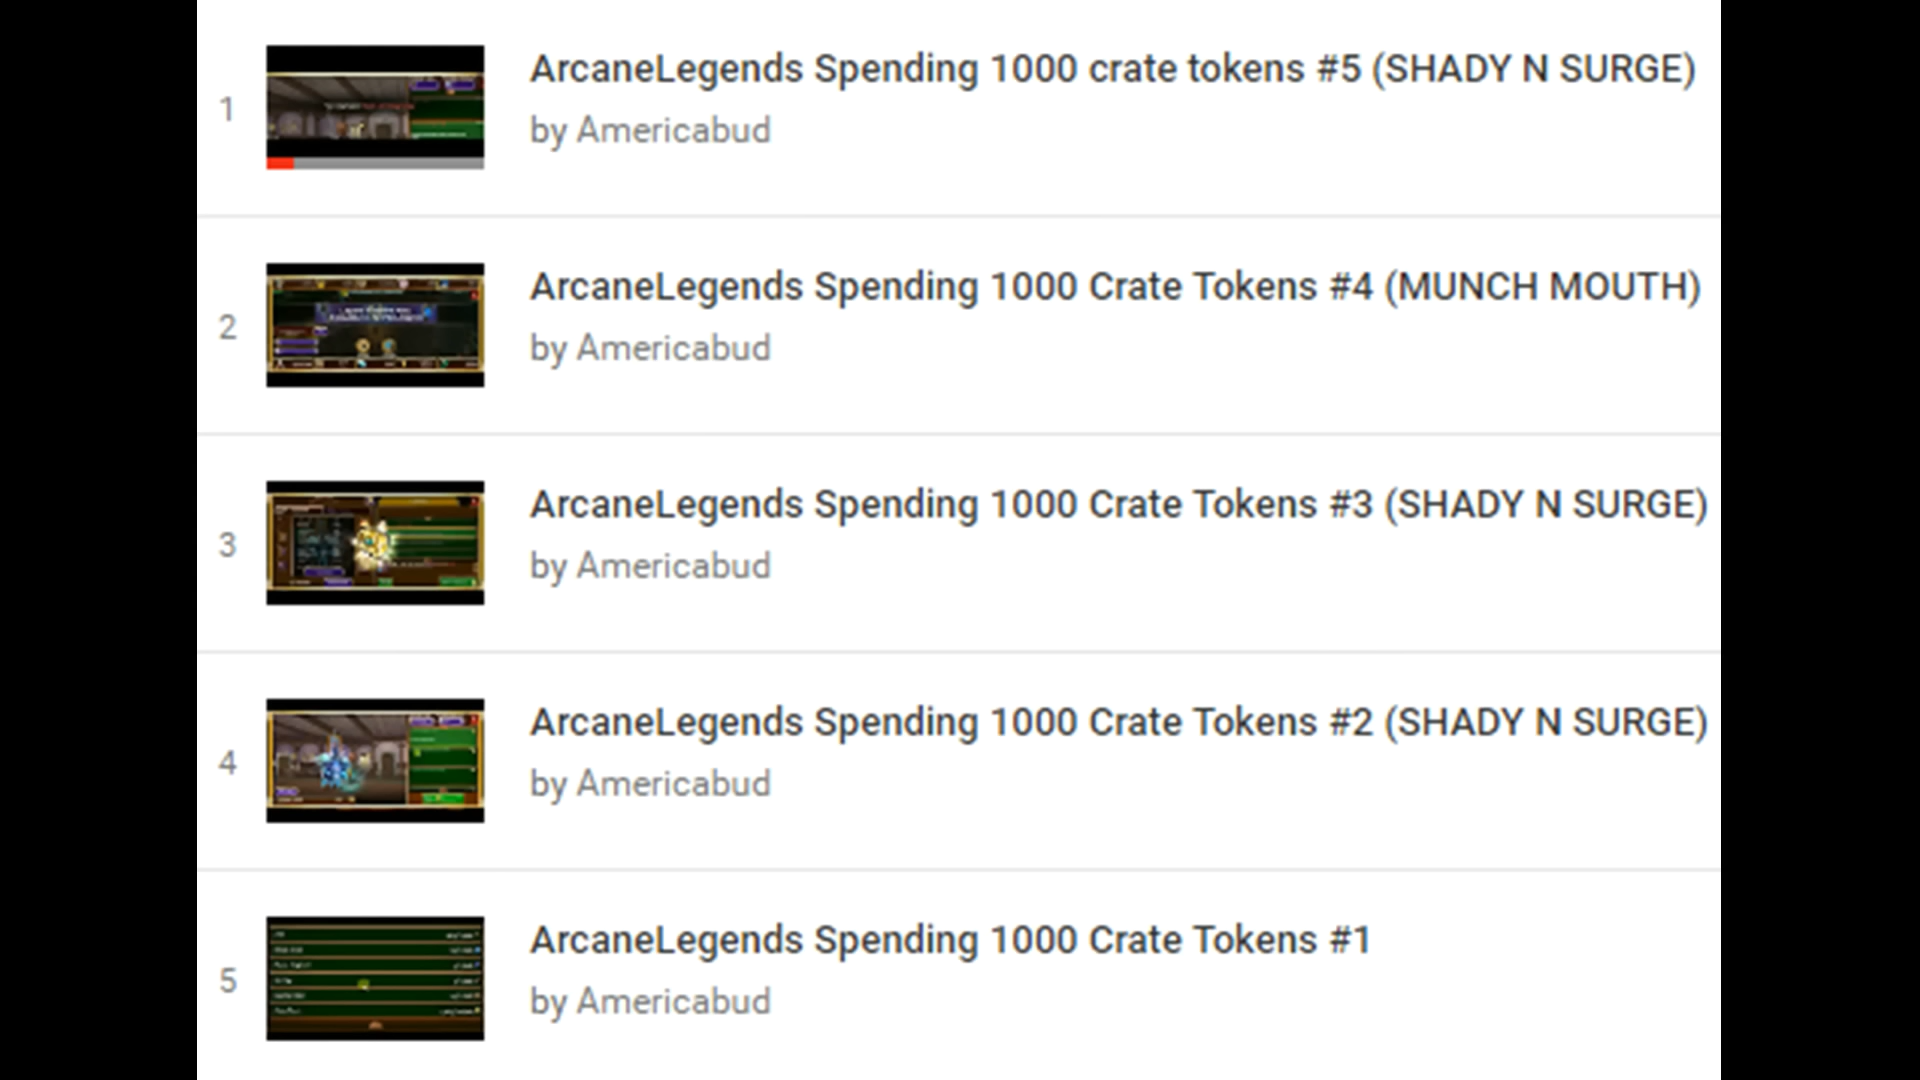 1
ArcaneLegends Spending 1000 crate tokens #5 (SHADY N SURGE)
by Americabud
2
ArcaneLegends Spending 1000 Crate Tokens #4 (MUNCH MOUTH)
by Americabud
3
ArcaneLegends Spending 1000 Crate Tokens #3 (SHADY N SURGE)
by Americabud
4
ArcaneLegends Spending 1000 Crate Tokens #2 (SHADY N SURGE)
by Americabud
5
ArcaneLegends Spending 1000 Crate Tokens #1
by Americabud